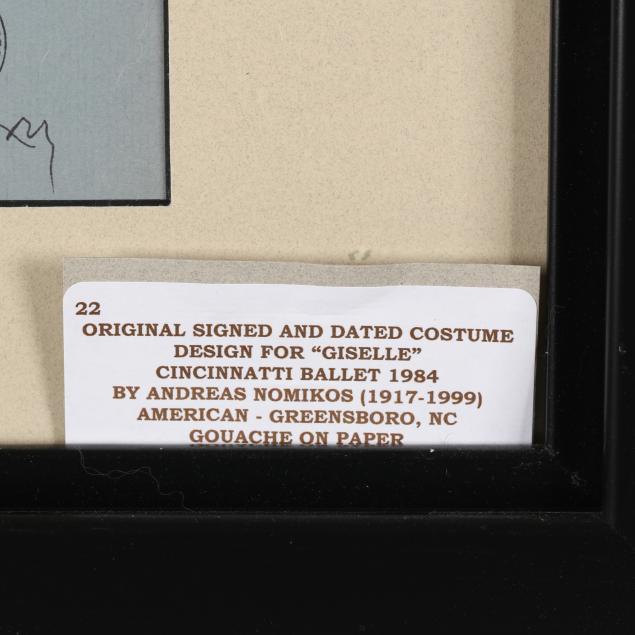 22
ORIGINAL SIGNED AND DATED COSTUME
DESIGN FOR “GISELLE”
CINCINNATTI BALLET 1984
BY ANDREAS NOMIKOS (1917-1999)
AMERICAN - GREENSBORO, NC
GOUACHE ON PAPER